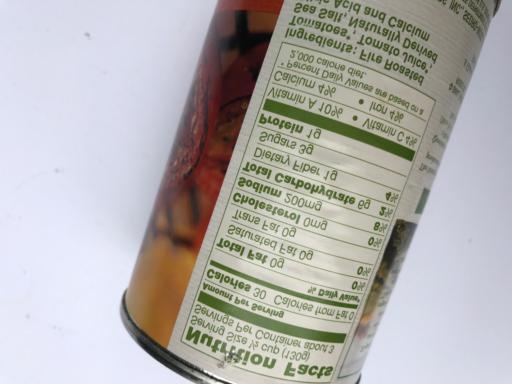 Nutrition Facts
Serving Size ½ cup (130g)
Servings Per Container about 3
Amount Per Serving
Calories 30 Calories from Fat 0
% Daily Value*
Total Fat 0g 0%
Saturated Fat 0g 0%
Trans Fat 0g
Cholesterol 0mg 0%
Sodium 200mg 8%
Total Carbohydrate 6g 2%
Dietary Fiber 1g 4%
Sugars 3g
Protein 1g
Vitamin A 10% • Vitamin C 4%
Calcium 4% • Iron 4%
* Percent Daily Values are based on a
2,000 calorie diet.
Ingredients: Fire Roasted
Tomatoes*, Tomato Juice*,
Sea Salt, Naturally Derived
Acid and Calcium